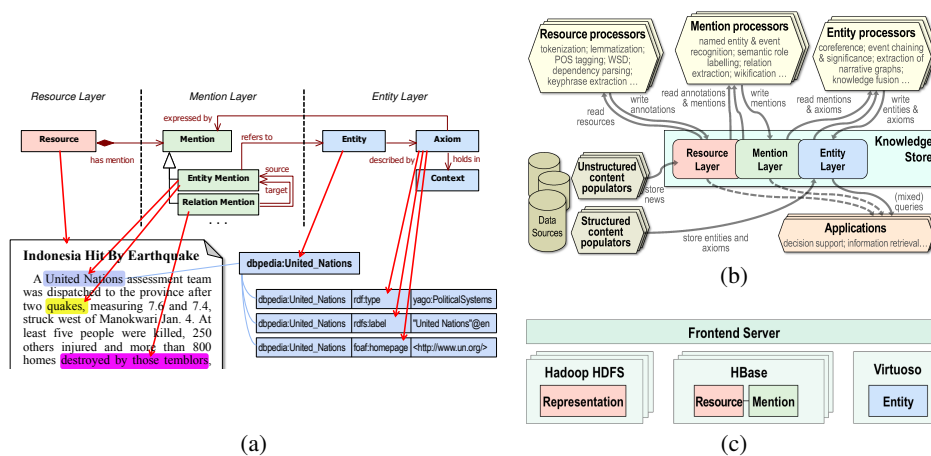 Resource Layer
Mention Layer
Entity Layer
expressed by
Resource
has mention
Mention
refers to
Entity
described by
Axiom
holds in
Context
Entity Mention
source
target
Relation Mention
. . .
Indonesia Hit By Earthquake
A United Nations assessment team
was dispatched to the province after
two quakes, measuring 7.6 and 7.4,
struck west of Manokwari Jan. 4. At
least five people were killed, 250
others injured and more than 800
homes destroyed by those temblors,
dbpedia:United_Nations
dbpedia:United_Nations rdf:type yago:PoliticalSystems
dbpedia:United_Nations rdfs:label "United Nations"@en
dbpedia:United_Nations foaf:homepage <http://www.un.org/>
(a)
Resource processors
tokenization; lemmatization;
POS tagging; WSD;
dependency parsing;
keyphrase extraction ...
Mention processors
named entity & event
recognition; semantic role
labelling; relation
extraction; wikification ...
Entity processors
coreference; event chaining
& significance; extraction of
narrative graphs;
knowledge fusion ...
read
resources
write
annotations
read annotations
& mentions
write
mentions
read mentions
& axioms
write
entities &
axioms
Resource
Layer
Mention
Layer
Entity
Layer
Knowledge
Store
Data
Sources
Unstructured
content
populators
store
news
Structured
content
populators
store entities and
axioms
(mixed)
queries
Applications
decision support; information retrieval...
(b)
Frontend Server
Hadoop HDFS
Representation
HBase
Resource
Mention
Virtuoso
Entity
(c)